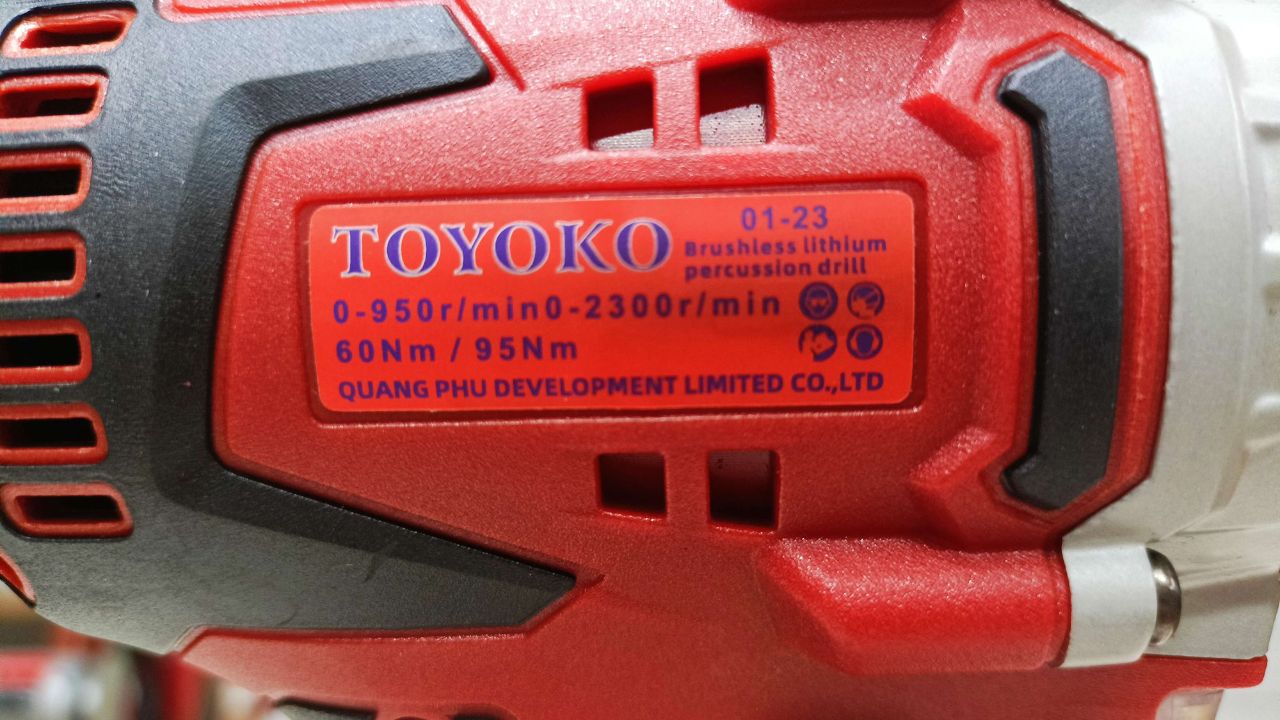 TOYOKO
01-23
Brushless lithium
percussion drill
0-950r/min0-2300r/min
60Nm / 95Nm
QUANG PHU DEVELOPMENT LIMITED CO.,LTD